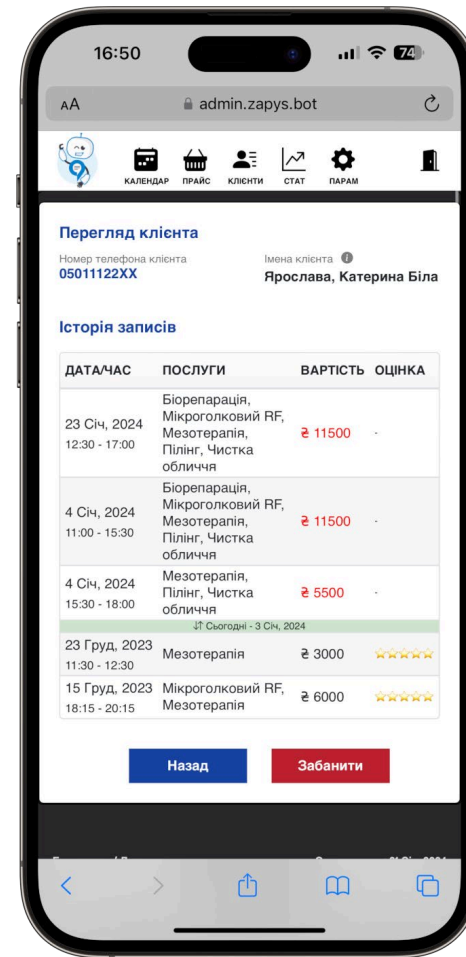 16:50
74
AA admin.zapys.bot
КАЛЕНДАР ПРАЙС КЛІЄНТИ СТАТ ПАРАМ
Перегляд клієнта
Номер телефона клієнта Імена клієнта
05011122XX Ярослава, Катерина Біла
Історія записів
ДАТА/ЧАС ПОСЛУГИ ВАРТІСТЬ ОЦІНКА
Біорепарація,
Мікроголковий RF,
23 Січ, 2024 Мезотерапія, ₴ 11500 -
12:30 - 17:00 Пілінг, Чистка
обличчя
Біорепарація,
Мікроголковий RF,
4 Січ, 2024 Мезотерапія, ₴ 11500 -
11:00 - 15:30 Пілінг, Чистка
обличчя
Мезотерапія,
4 Січ, 2024 Пілінг, Чистка ₴ 5500 -
15:30 - 18:00 обличчя
↓↑ Сьогодні - 3 Січ, 2024
23 Груд, 2023 Мезотерапія ₴ 3000
11:30 - 12:30
15 Груд, 2023 Мікроголковий RF, ₴ 6000
18:15 - 20:15 Мезотерапія
Назад Забанити